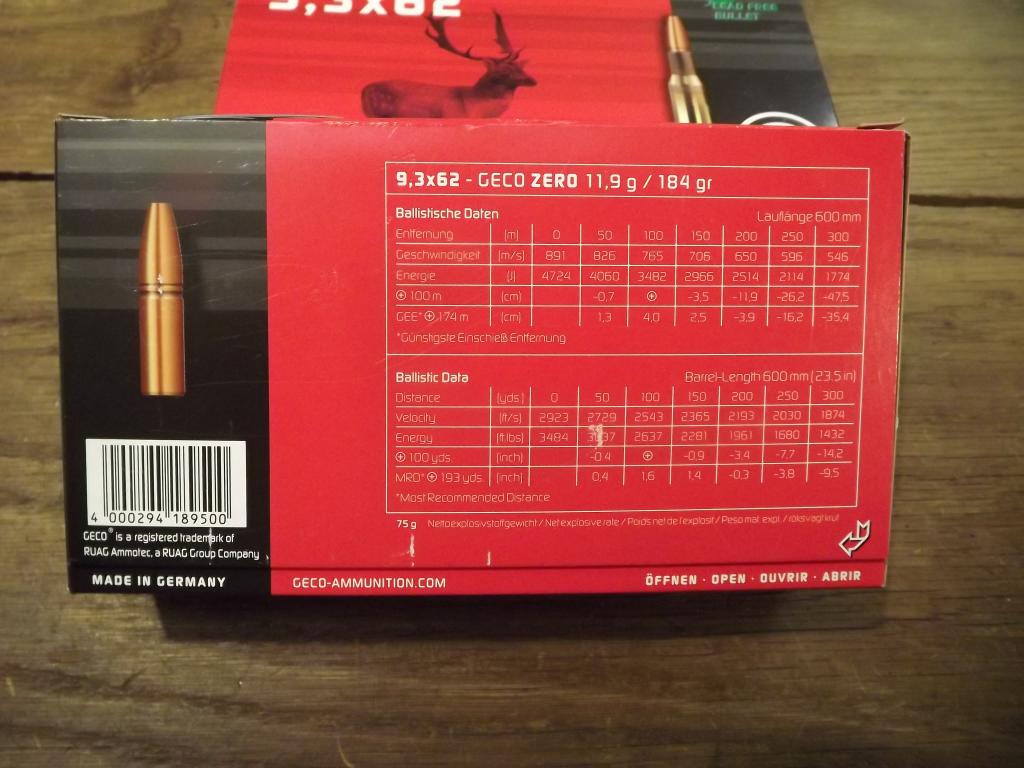 9,3x62
LEAD FREE
BULLET
9,3x62 - GECO ZERO 11,9 g / 184 gr
Ballistische Daten Lauflänge 600 mm
Entfernung (m) 0 50 100 150 200 250 300
Geschwindigkeit (m/s) 891 826 765 706 650 596 546
Energie (J) 4724 4060 3482 2966 2514 2114 1774
⊕ 100 m (cm) -0,7 ⊕ -3,5 -11,9 -26,2 -47,5
GEE* ⊕ 174 m (cm) 1,3 4,0 2,5 -3,9 -16,2 -35,4
*Günstigste Einschieß Entfernung
Ballistic Data Barrel-Length 600 mm (23.5 in)
Distance (yds.) 0 50 100 150 200 250 300
Velocity (ft/s) 2923 2729 2543 2365 2193 2030 1874
Energy (ft.lbs) 3484 2637 2281 1961 1680 1432
⊕ 100 yds. (inch) -0.4 ⊕ -0.9 -3.4 -7.7 -14.2
MRD* ⊕ 193 yds. (inch) 0.4 1.6 1.4 -0.3 -3.8 -9.5
*Most Recommended Distance
75 g Nettoexplosivstoffgewicht / Net explosive rate / Poids net de l'explosif / Peso mat. expl. /
4 000294 189500
GECO® is a registered trademark of
RUAG Ammotec, a RUAG Group Company
MADE IN GERMANY
GECO-AMMUNITION.COM
ÖFFNEN · OPEN · OUVRIR · ABRIR